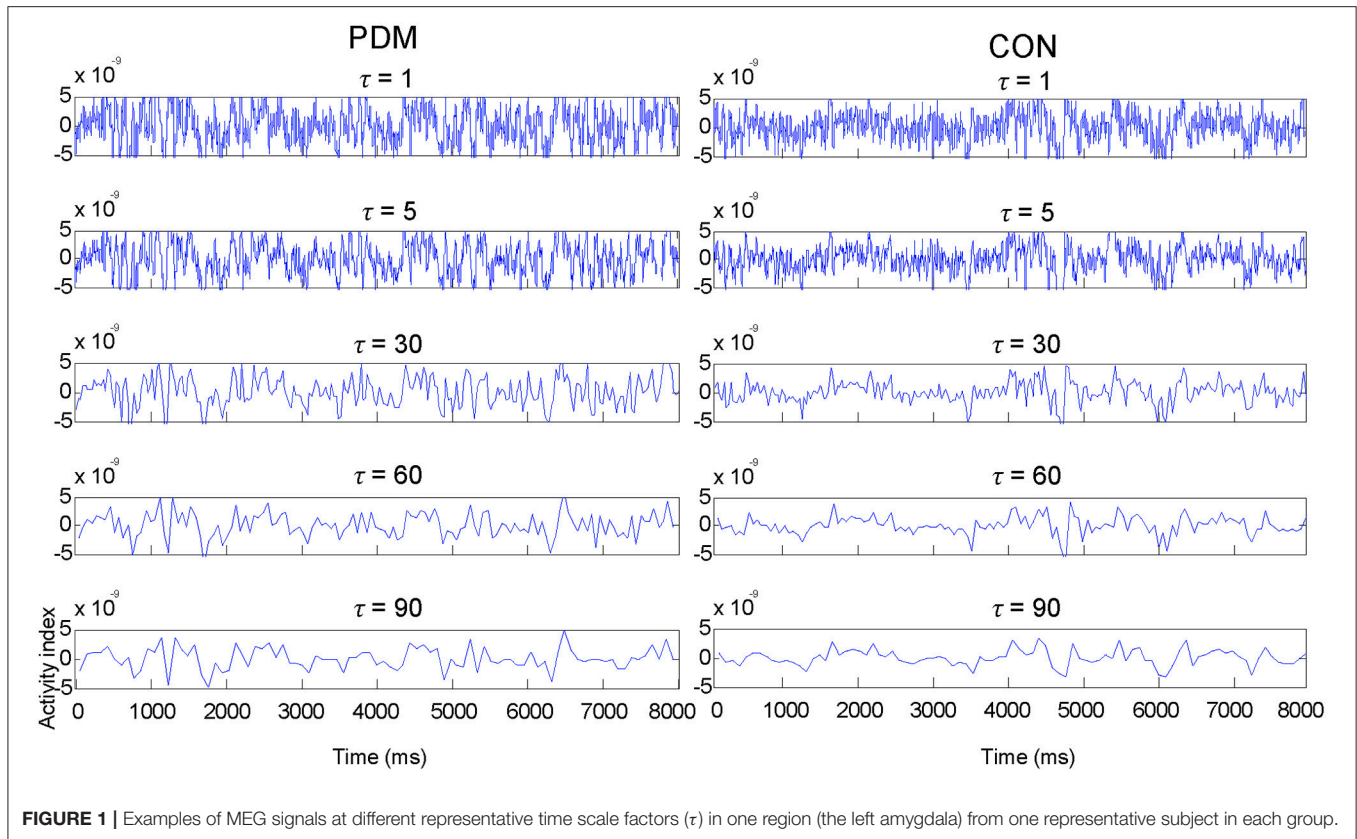 PDM
x 10⁻⁹
τ = 1
5
0
-5
x 10⁻⁹
τ = 5
5
0
-5
x 10⁻⁹
τ = 30
5
0
-5
x 10⁻⁹
τ = 60
5
0
-5
x 10⁻⁹
τ = 90
5
0
-5
Activity index
0 1000 2000 3000 4000 5000 6000 7000 8000
Time (ms)
CON
x 10⁻⁹
τ = 1
5
0
-5
x 10⁻⁹
τ = 5
5
0
-5
x 10⁻⁹
τ = 30
5
0
-5
x 10⁻⁹
τ = 60
5
0
-5
x 10⁻⁹
τ = 90
5
0
-5
0 1000 2000 3000 4000 5000 6000 7000 8000
Time (ms)
FIGURE 1 | Examples of MEG signals at different representative time scale factors (τ) in one region (the left amygdala) from one representative subject in each group.